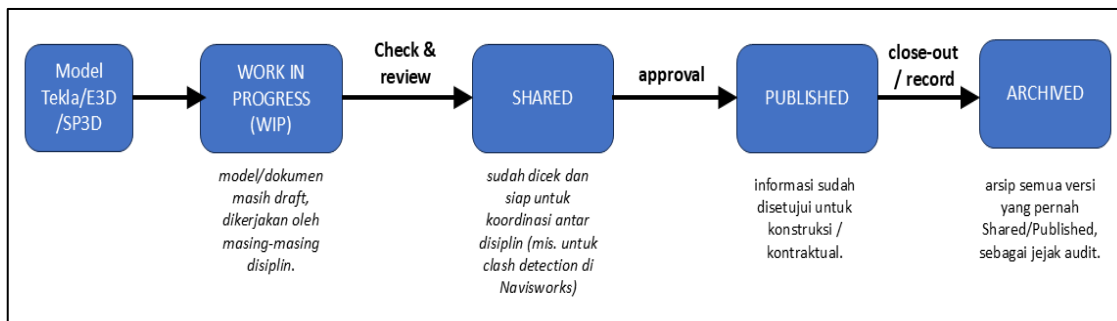 Model
Tekla/E3D
/SP3D
WORK IN
PROGRESS
(WIP)
model/dokumen
masih draft,
dikerjakan oleh
masing-masing
disiplin.
Check &
review
SHARED
sudah dicek dan
siap untuk
koordinasi antar
disiplin (mis. untuk
clash detection di
Navisworks)
approval
PUBLISHED
informasi sudah
disetujui untuk
konstruksi /
kontraktual.
close-out
/ record
ARCHIVED
arsip semua versi
yang pernah
Shared/Published,
sebagai jejak audit.